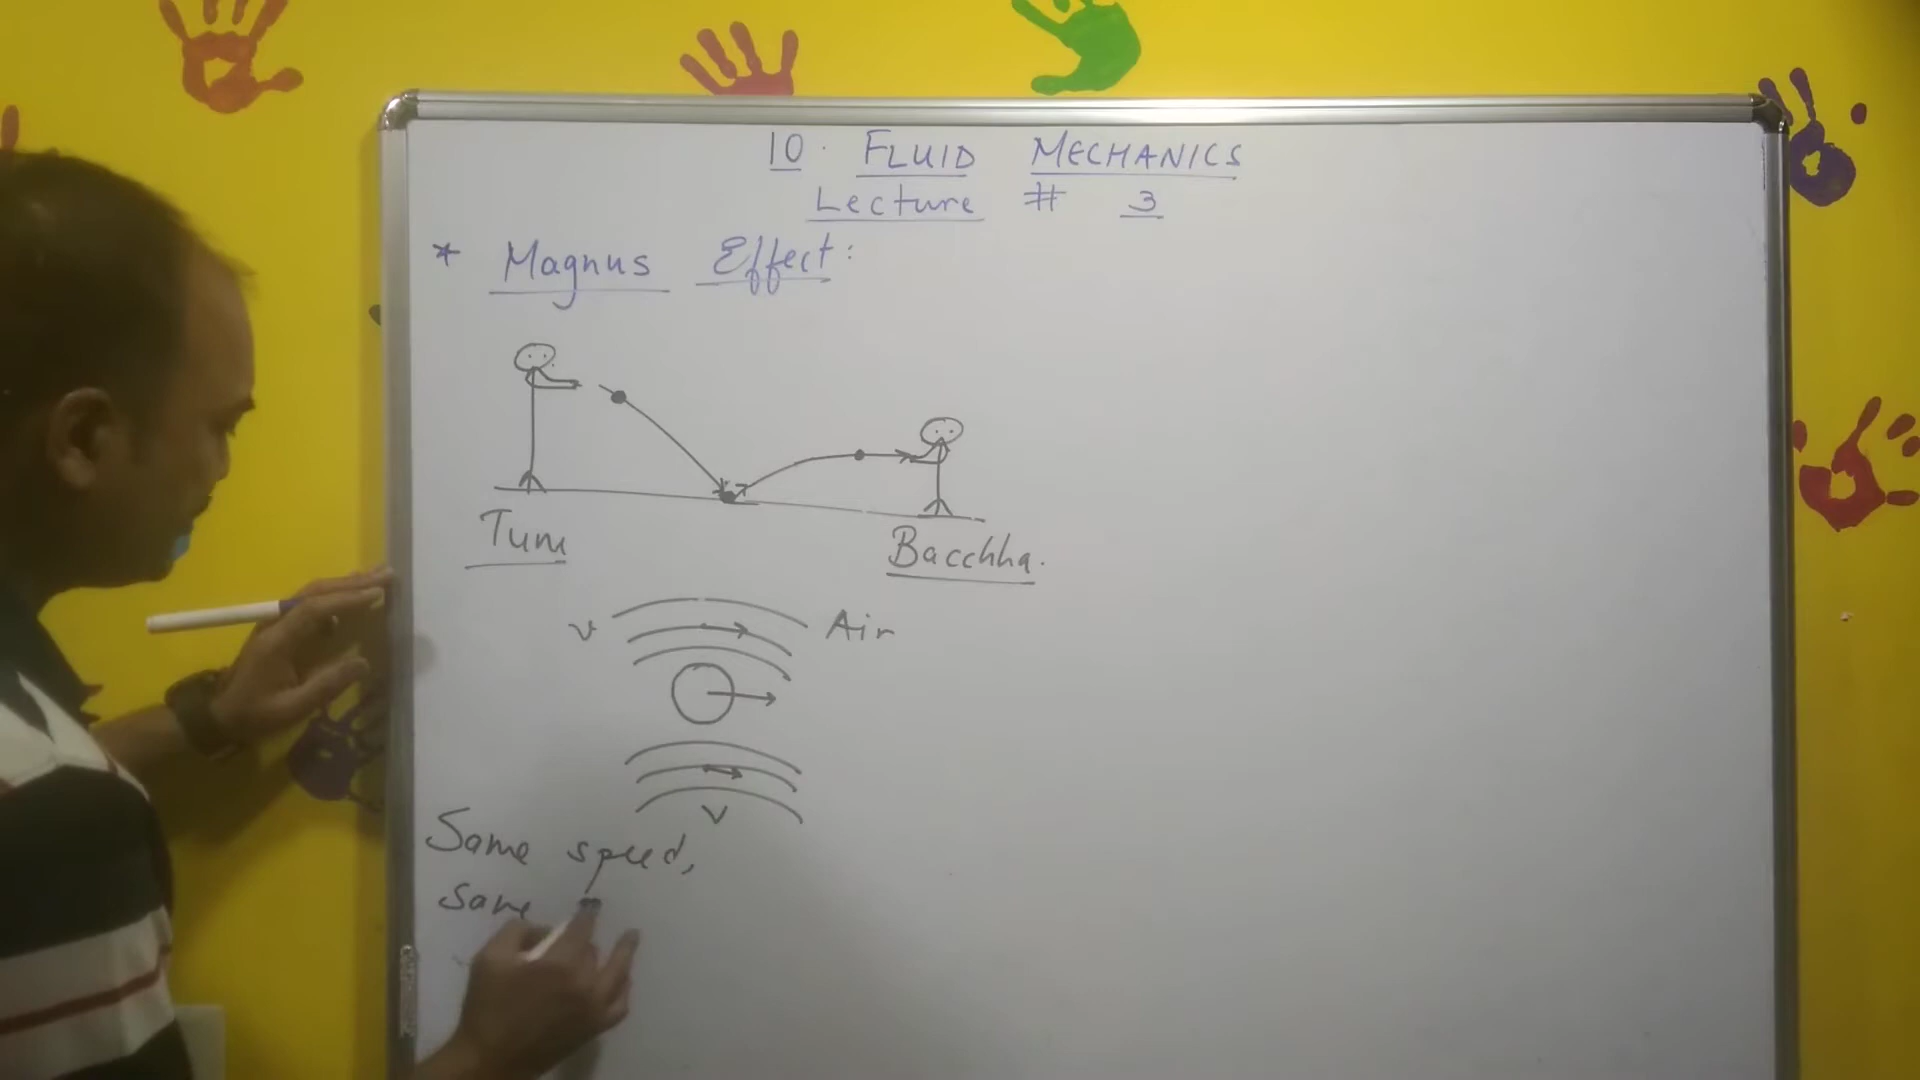 10. FLUID MECHANICS
Lecture # 3
* Magnus Effect:
Tum
Bacchha.
v
Air
v
Same speed,
same